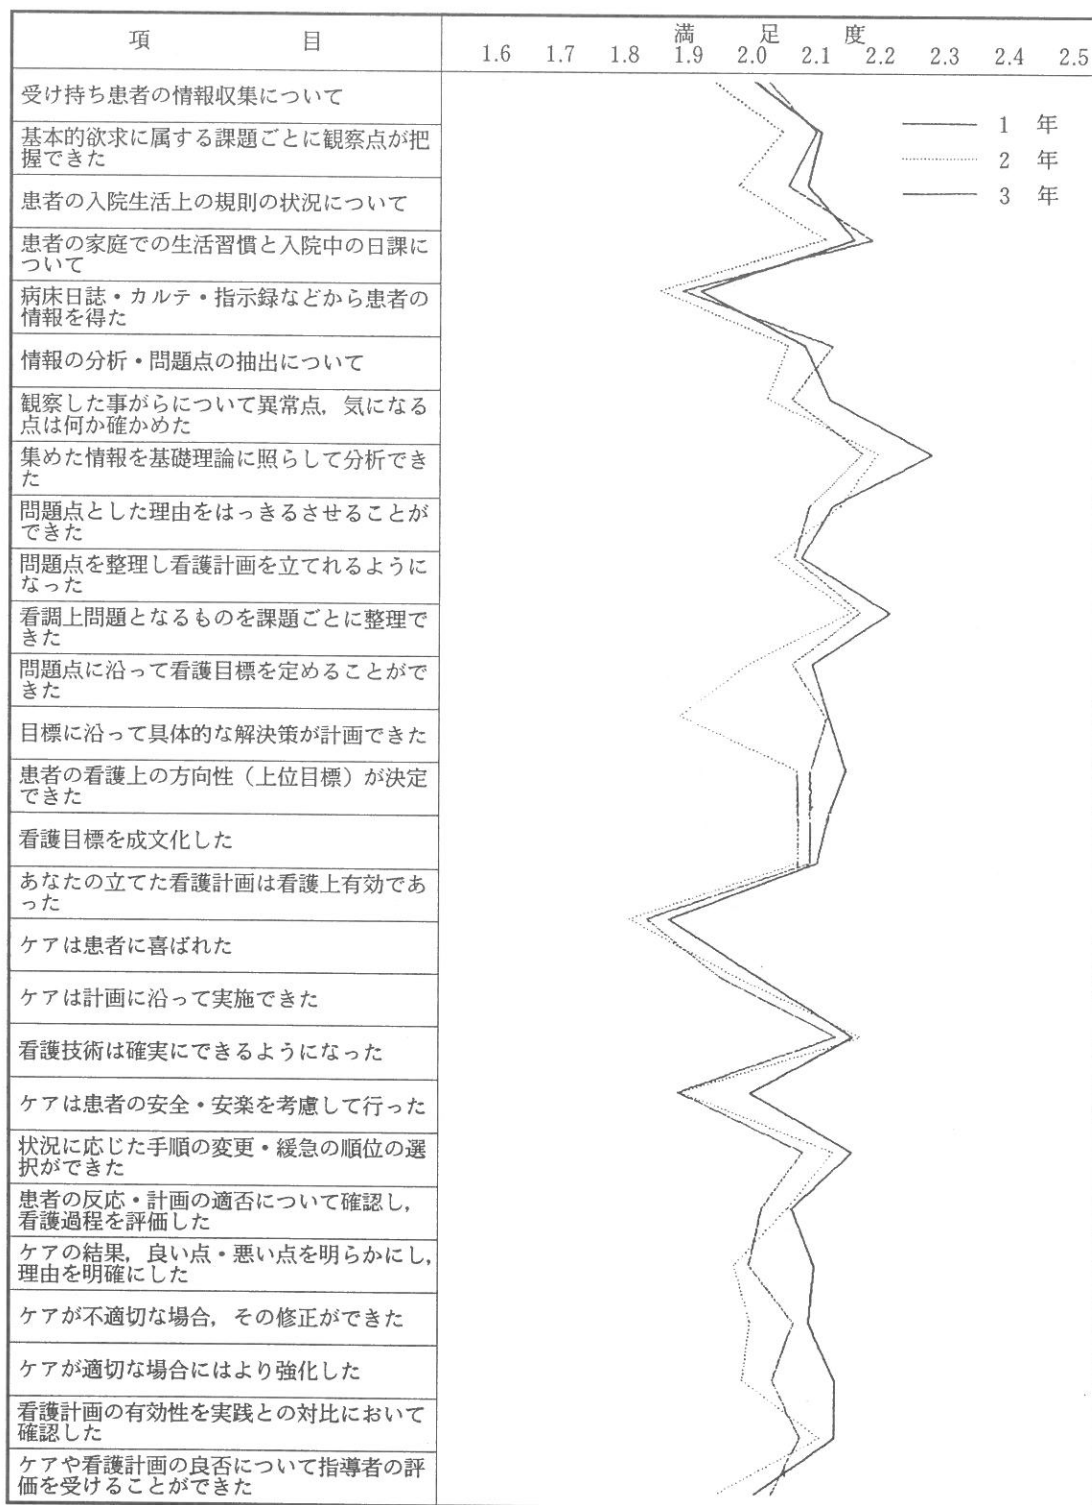 項 目
満 足 度
1.6 1.7 1.8 1.9 2.0 2.1 2.2 2.3 2.4 2.5
1 年
2 年
3 年
受け持ち患者の情報収集について
基本的欲求に属する課題ごとに観察点が把
握できた
患者の入院生活上の規則の状況について
患者の家庭での生活習慣と入院中の日課に
ついて
病床日誌・カルテ・指示録などから患者の
情報を得た
情報の分析・問題点の抽出について
観察した事がらについて異常点，気になる
点は何か確かめた
集めた情報を基礎理論に照らして分析でき
た
問題点とした理由をはっきるさせることが
できた
問題点を整理し看護計画を立てれるように
なった
看調上問題となるものを課題ごとに整理で
きた
問題点に沿って看護目標を定めることがで
きた
目標に沿って具体的な解決策が計画できた
患者の看護上の方向性（上位目標）が決定
できた
看護目標を成文化した
あなたの立てた看護計画は看護上有効であ
った
ケアは患者に喜ばれた
ケアは計画に沿って実施できた
看護技術は確実にできるようになった
ケアは患者の安全・安楽を考慮して行った
状況に応じた手順の変更・緩急の順位の選
択ができた
患者の反応・計画の適否について確認し，
看護過程を評価した
ケアの結果，良い点・悪い点を明らかにし，
理由を明確にした
ケアが不適切な場合，その修正ができた
ケアが適切な場合にはより強化した
看護計画の有効性を実践との対比において
確認した
ケアや看護計画の良否について指導者の評
価を受けることができた